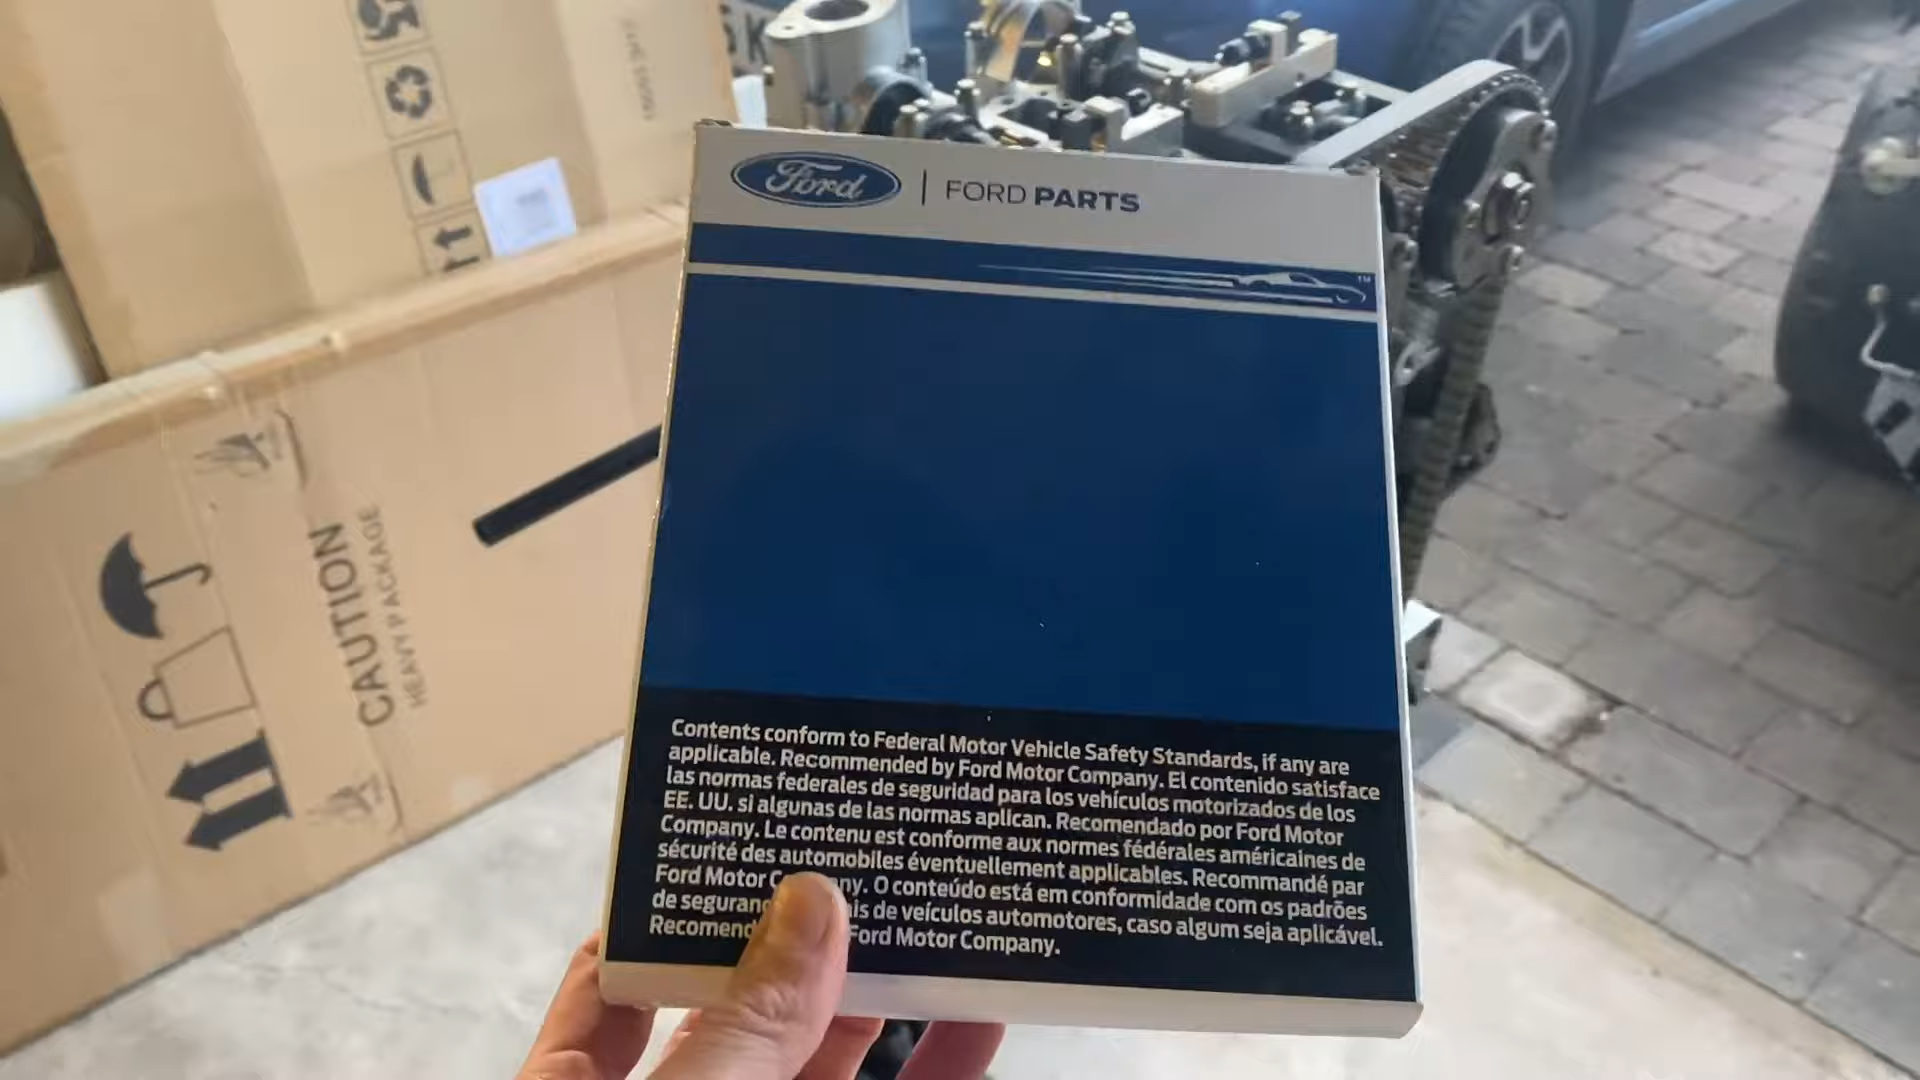 Ford
FORD PARTS
TM
Contents conform to Federal Motor Vehicle Safety Standards, if any are
applicable. Recommended by Ford Motor Company. El contenido satisface
las normas federales de seguridad para los vehículos motorizados de los
EE. UU. si algunas de las normas aplican. Recomendado por Ford Motor
Company. Le contenu est conforme aux normes fédérales américaines de
sécurité des automobiles éventuellement applicables. Recommandé par
Ford Motor O conteúdo está em conformidade com os padrões
de de veículos automotores, caso algum seja aplicável.
Ford Motor Company.
CAUTION
HEAVY PACKAGE